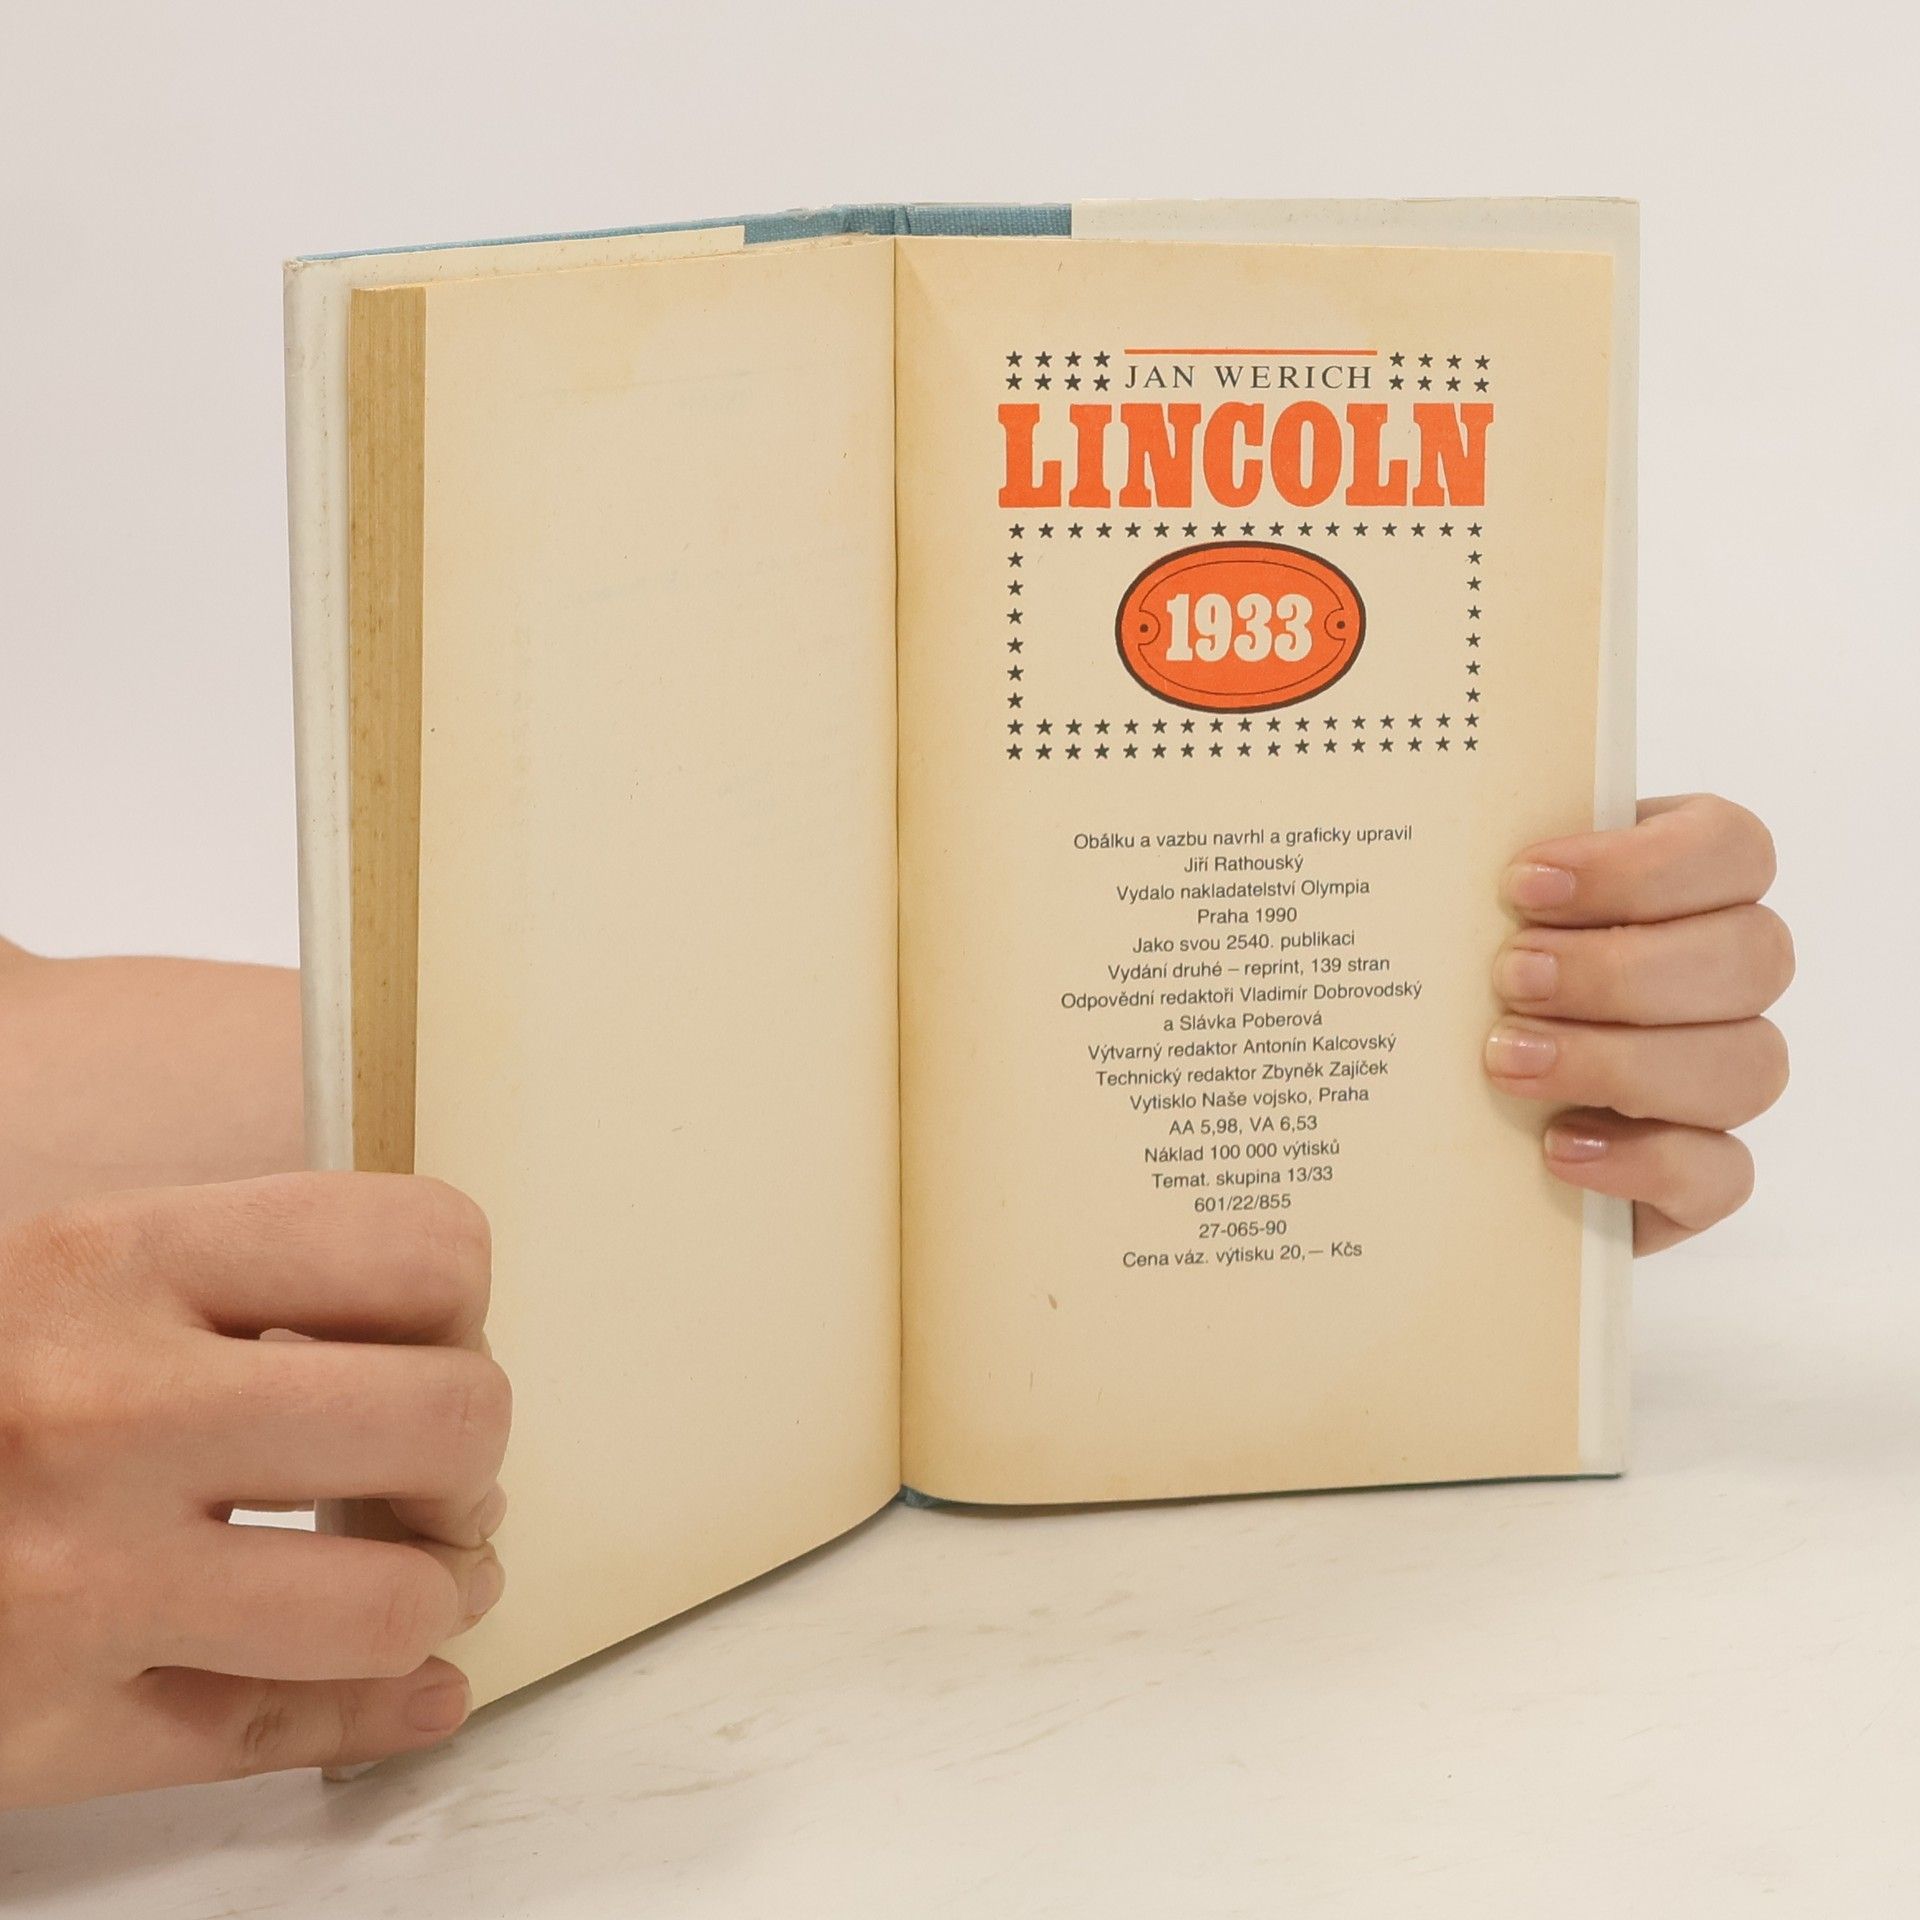 JAN WERICH
LINCOLN
1933
Obálku a vazbu navrhl a graficky upravil
Jiří Rathouský
Vydalo nakladatelství Olympia
Praha 1990
Jako svou 2540. publikaci
Vydání druhé – reprint, 139 stran
Odpovědní redaktoři Vladimír Dobrovodský
a Slávka Poberová
Výtvarný redaktor Antonín Kalcovský
Technický redaktor Zbyněk Zajíček
Vytisklo Naše vojsko, Praha
AA 5,98, VA 6,53
Náklad 100 000 výtisků
Temat. skupina 13/33
601/22/855
27-065-90
Cena váz. výtisku 20,— Kčs